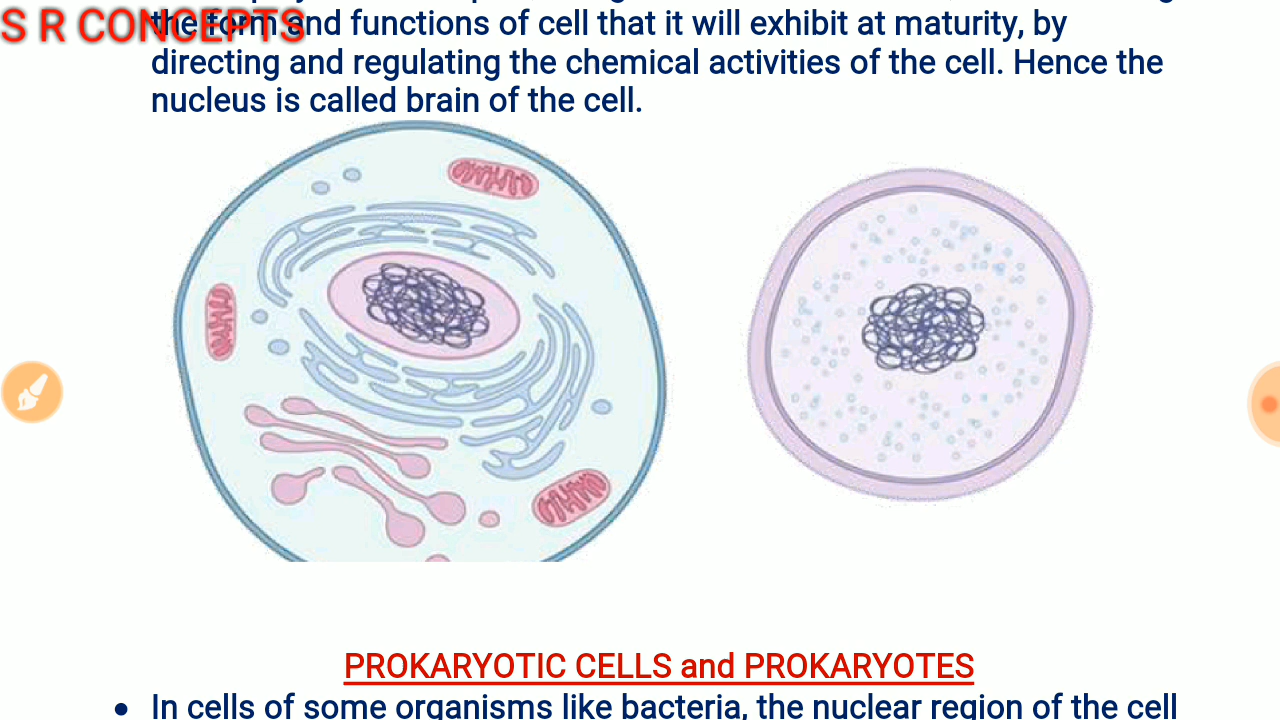 S R CONCEPTS
the form and functions of cell that it will exhibit at maturity, by
directing and regulating the chemical activities of the cell. Hence the
nucleus is called brain of the cell.
PROKARYOTIC CELLS and PROKARYOTES
• In cells of some organisms like bacteria, the nuclear region of the cell